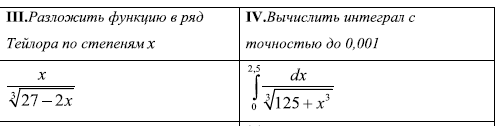 III.Разложить функцию в ряд
Тейлора по степеням x
IV.Вычислить интеграл с
точностью до 0,001
x
∛27 − 2x
2,5
∫ dx
0 ∛125 + x³